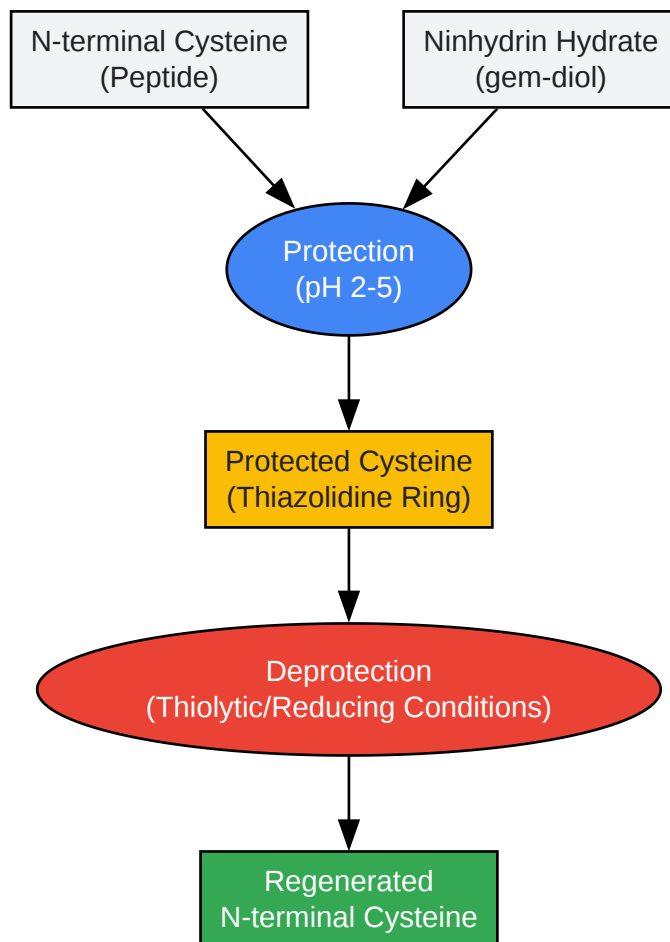 N-terminal Cysteine
(Peptide)
Ninhydrin Hydrate
(gem-diol)
Protection
(pH 2-5)
Protected Cysteine
(Thiazolidine Ring)
Deprotection
(Thiolytic/Reducing Conditions)
Regenerated
N-terminal Cysteine